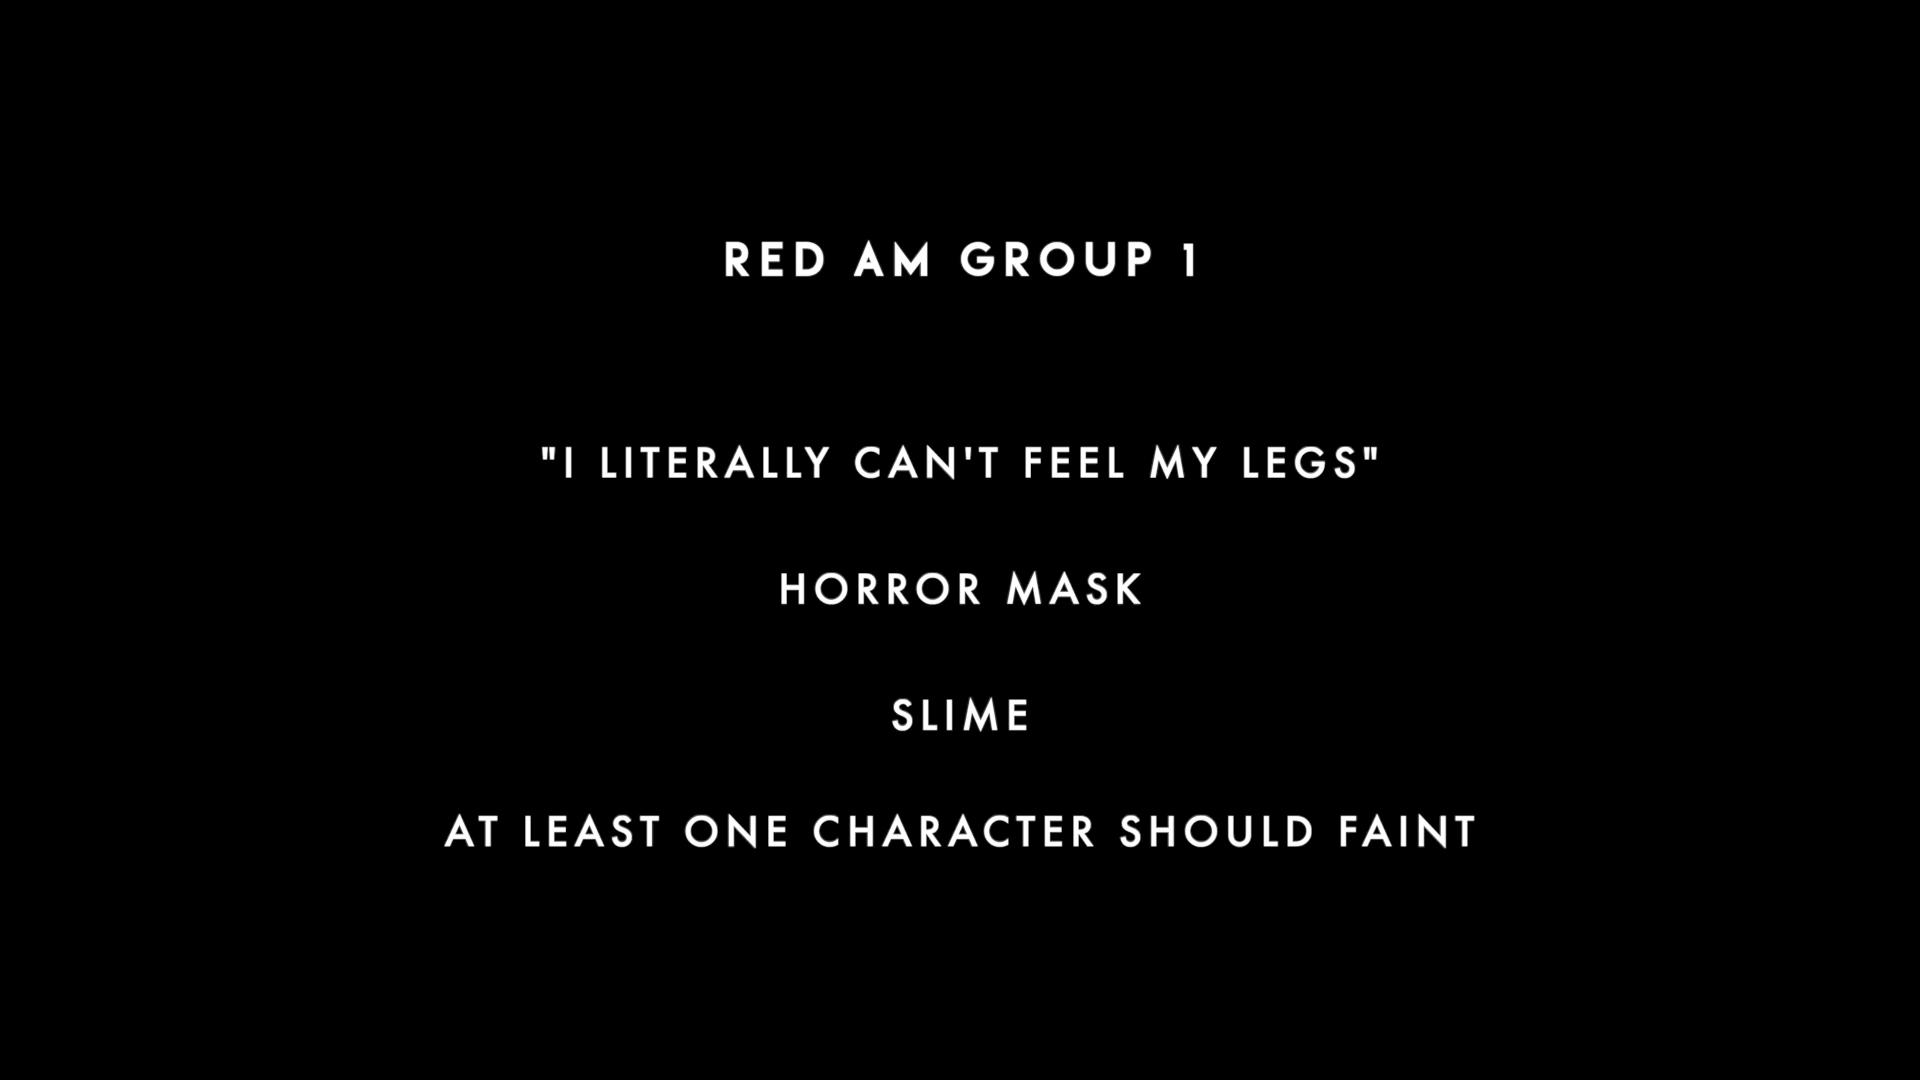 RED AM GROUP 1
"I LITERALLY CAN'T FEEL MY LEGS"
HORROR MASK
SLIME
AT LEAST ONE CHARACTER SHOULD FAINT